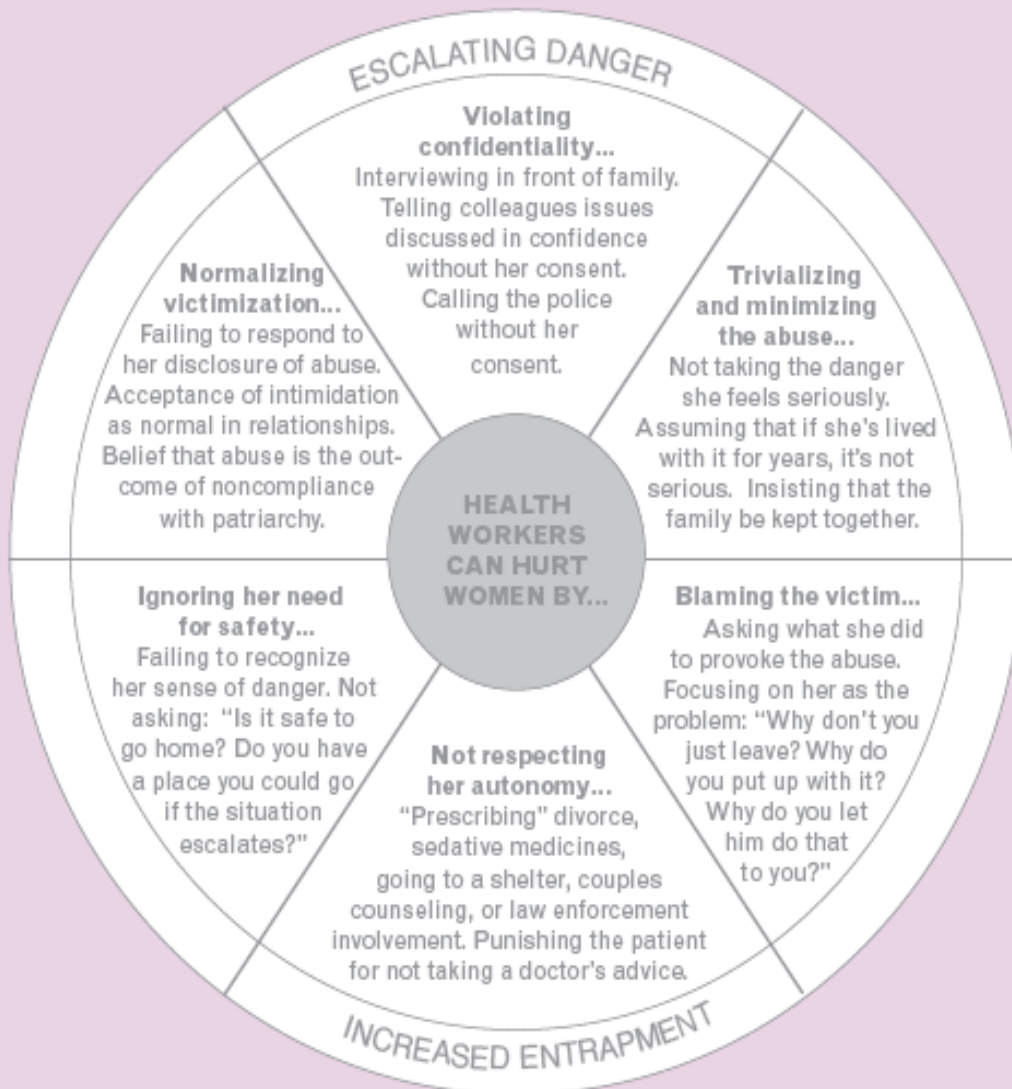 ESCALATING DANGER
Violating
confidentiality...
Interviewing in front of family.
Telling colleagues issues
discussed in confidence
without her consent.
Calling the police
without her
consent.
Normalizing
victimization...
Failing to respond to
her disclosure of abuse.
Acceptance of intimidation
as normal in relationships.
Belief that abuse is the out-
come of noncompliance
with patriarchy.
Trivializing
and minimizing
the abuse...
Not taking the danger
she feels seriously.
Assuming that if she's lived
with it for years, it's not
serious. Insisting that the
family be kept together.
HEALTH
WORKERS
CAN HURT
WOMEN BY...
Ignoring her need
for safety...
Failing to recognize
her sense of danger. Not
asking: “Is it safe to
go home? Do you have
a place you could go
if the situation
escalates?”
Not respecting
her autonomy...
“Prescribing” divorce,
sedative medicines,
going to a shelter, couples
counseling, or law enforcement
involvement. Punishing the patient
for not taking a doctor's advice.
Blaming the victim...
Asking what she did
to provoke the abuse.
Focusing on her as the
problem: “Why don't you
just leave? Why do
you put up with it?
Why do you let
him do that
to you?”
INCREASED ENTRAPMENT